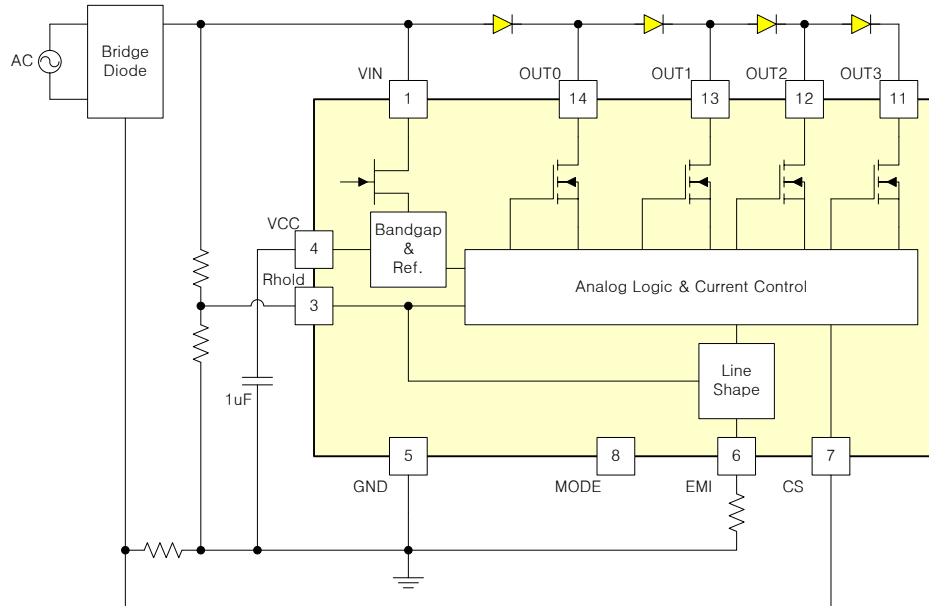 AC
Bridge
Diode
VIN
OUT0
OUT1
OUT2
OUT3
1
14
13
12
11
VCC
4
Bandgap
&
Ref.
Rhold
3
Analog Logic & Current Control
1uF
Line
Shape
5
8
6
7
GND
MODE
EMI
CS